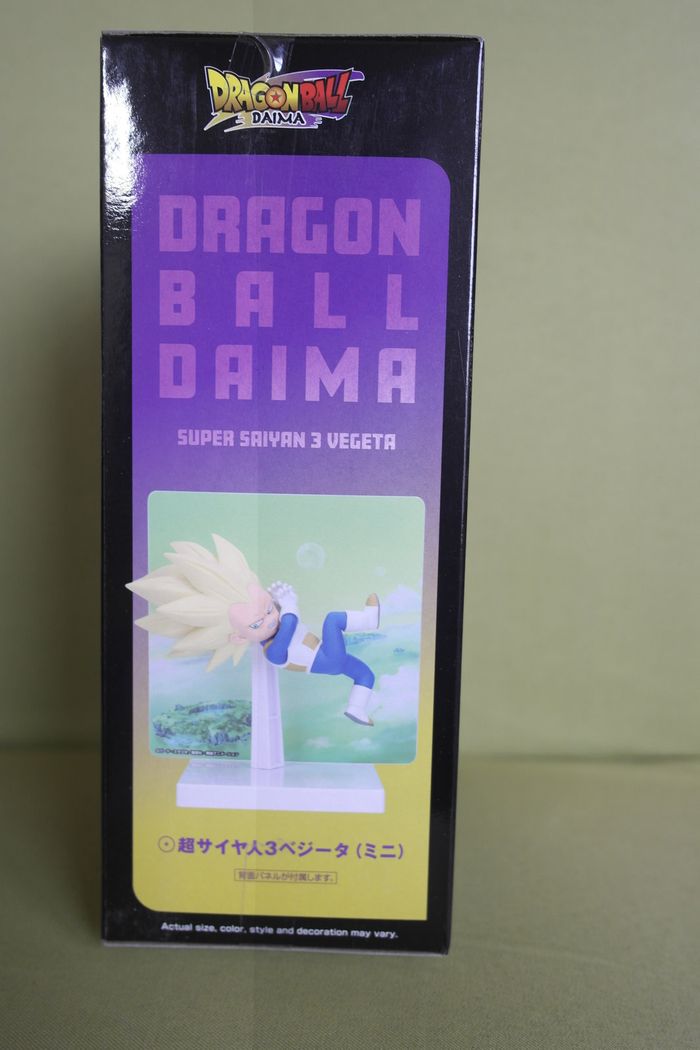 DRAGON BALL
DAIMA
DRAGON
BALL
DAIMA
SUPER SAIYAN 3 VEGETA
超サイヤ人3ベジータ(ミニ)
背面パネルが付属します。
Actual size, color, style and decoration may vary.